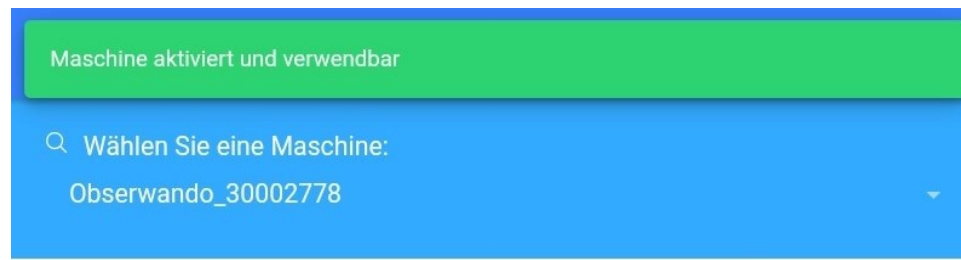 Maschine aktiviert und verwendbar
Wählen Sie eine Maschine:
Obserwando_30002778